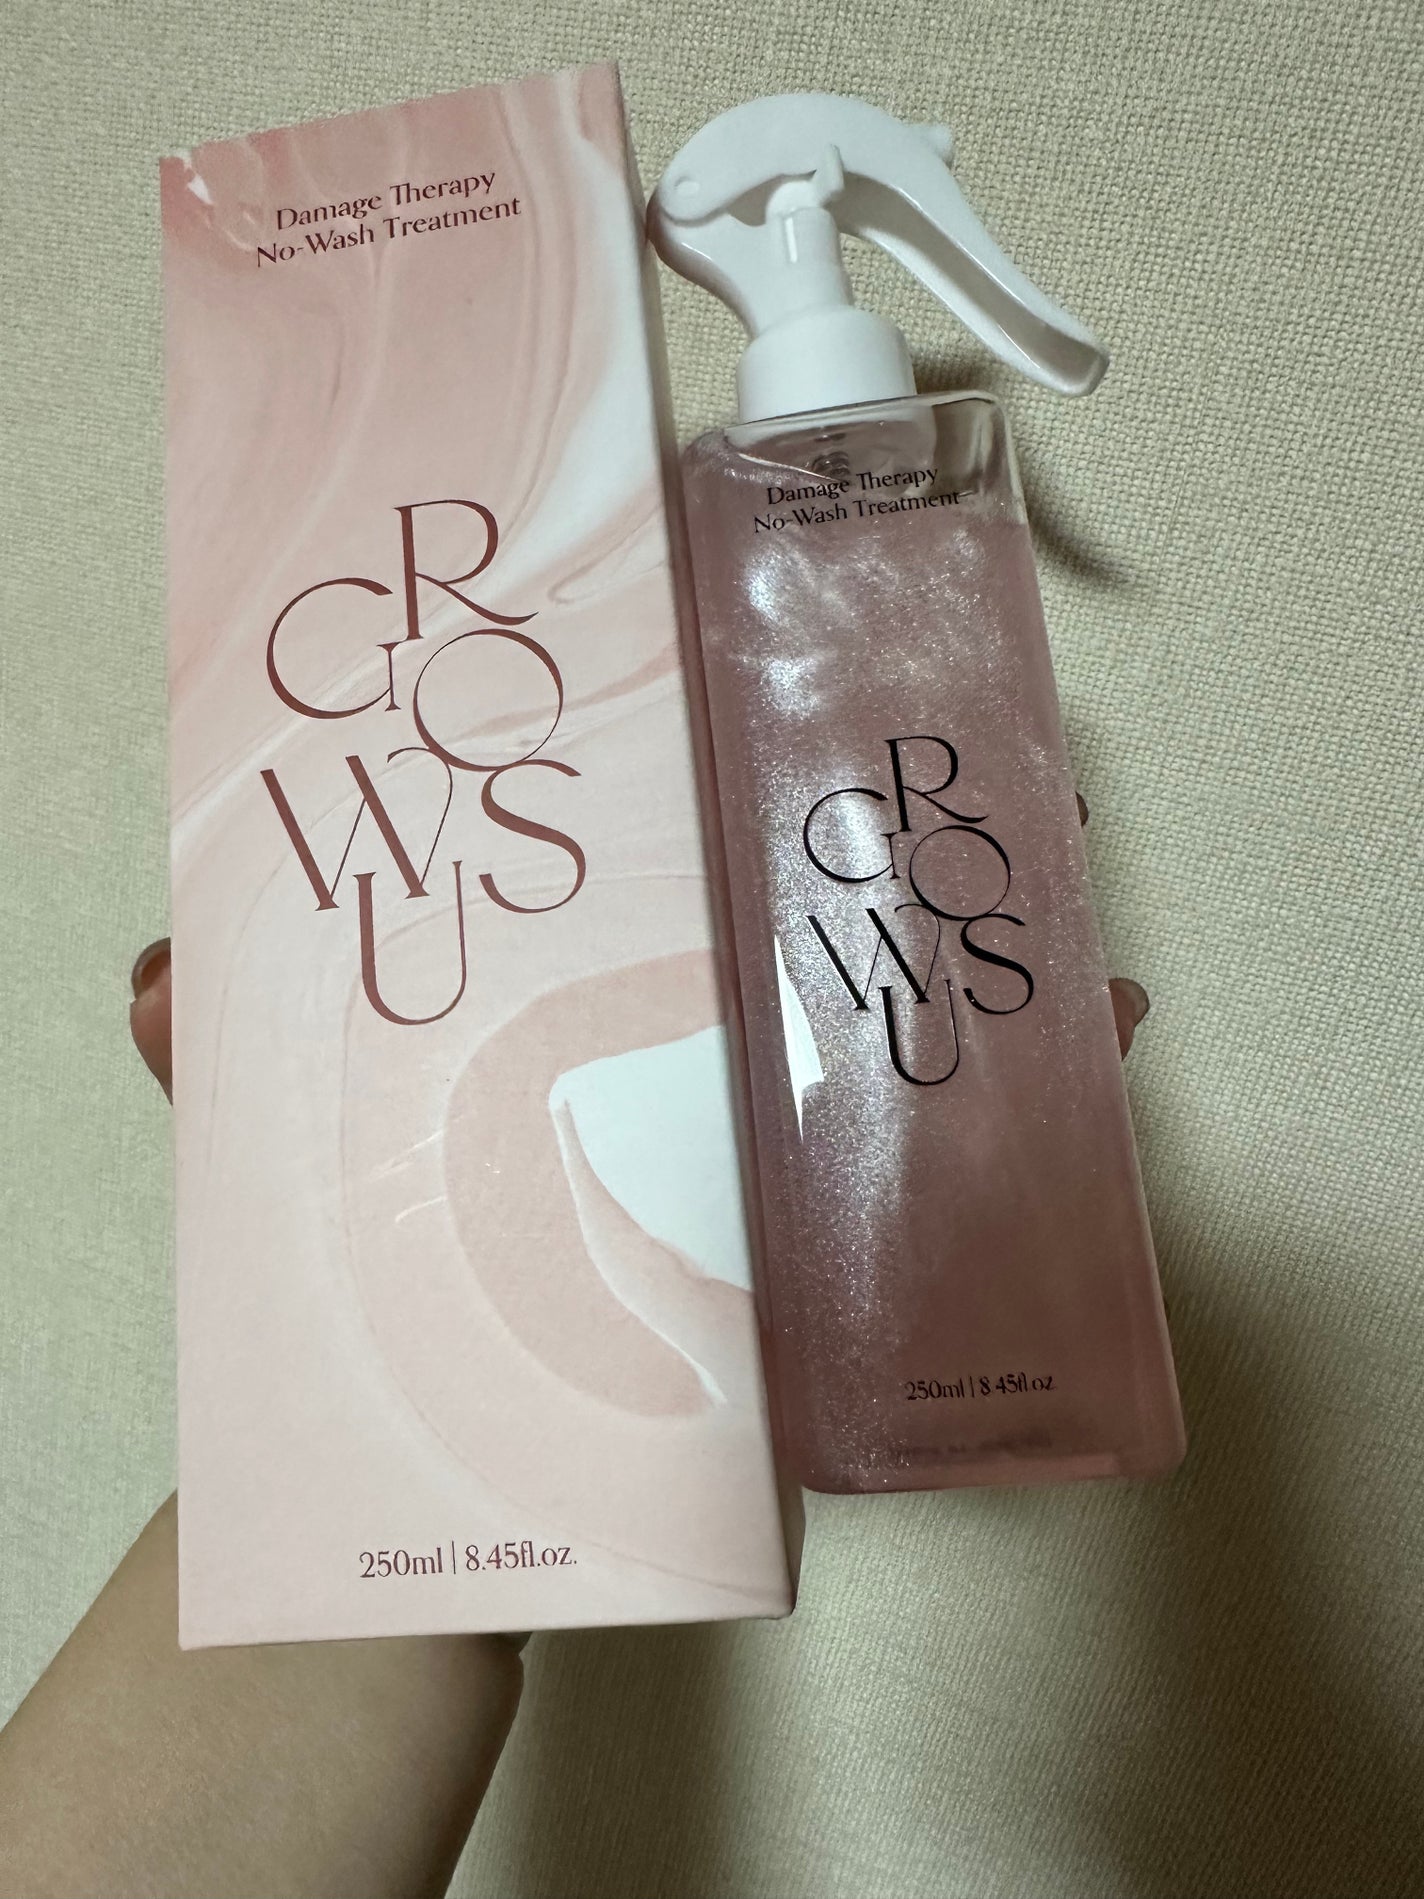 Damage Therapy
No-Wash Treatment
GROWUS
250ml | 8.45fl.oz.
Damage Therapy
No-Wash Treatment
GROWUS
250ml | 8.45fl.oz